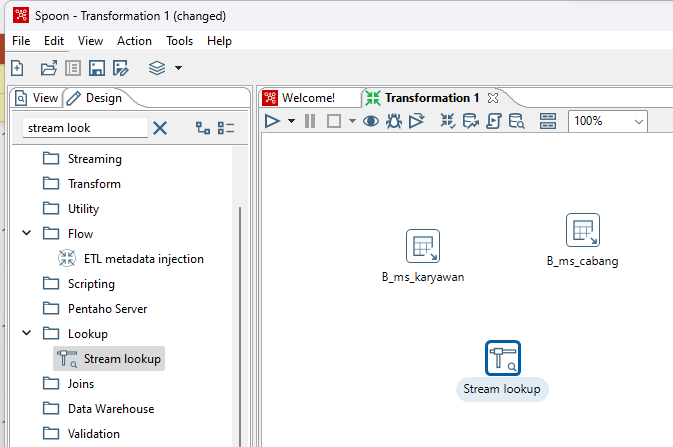 Spoon - Transformation 1 (changed)
File Edit View Action Tools Help
View Design
Welcome! Transformation 1
stream look
100%
Streaming
Transform
Utility
Flow
ETL metadata injection
Scripting
Pentaho Server
Lookup
Stream lookup
Joins
Data Warehouse
Validation
B_ms_karyawan
B_ms_cabang
Stream lookup